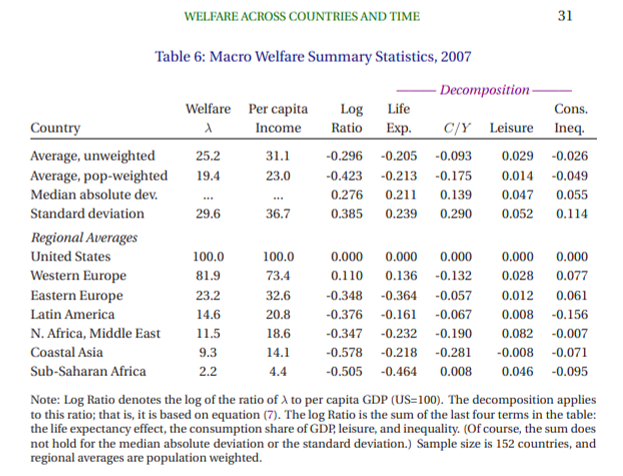 WELFARE ACROSS COUNTRIES AND TIME 31
Table 6: Macro Welfare Summary Statistics, 2007
Decomposition
Welfare Per capita Log Life Cons.
Country λ Income Ratio Exp. C/Y Leisure Ineq.
Average, unweighted 25.2 31.1 -0.296 -0.205 -0.093 0.029 -0.026
Average, pop-weighted 19.4 23.0 -0.423 -0.213 -0.175 0.014 -0.049
Median absolute dev. ... ... 0.276 0.211 0.139 0.047 0.055
Standard deviation 29.6 36.7 0.385 0.239 0.290 0.052 0.114
Regional Averages
United States 100.0 100.0 0.000 0.000 0.000 0.000 0.000
Western Europe 81.9 73.4 0.110 0.136 -0.132 0.028 0.077
Eastern Europe 23.2 32.6 -0.348 -0.364 -0.057 0.012 0.061
Latin America 14.6 20.8 -0.376 -0.161 -0.067 0.008 -0.156
N. Africa, Middle East 11.5 18.6 -0.347 -0.232 -0.190 0.082 -0.007
Coastal Asia 9.3 14.1 -0.578 -0.218 -0.281 -0.008 -0.071
Sub-Saharan Africa 2.2 4.4 -0.505 -0.464 0.008 0.046 -0.095
Note: Log Ratio denotes the log of the ratio of λ to per capita GDP (US=100). The decomposition applies
to this ratio; that is, it is based on equation (7). The log Ratio is the sum of the last four terms in the table:
the life expectancy effect, the consumption share of GDP, leisure, and inequality. (Of course, the sum does
not hold for the median absolute deviation or the standard deviation.) Sample size is 152 countries, and
regional averages are population weighted.